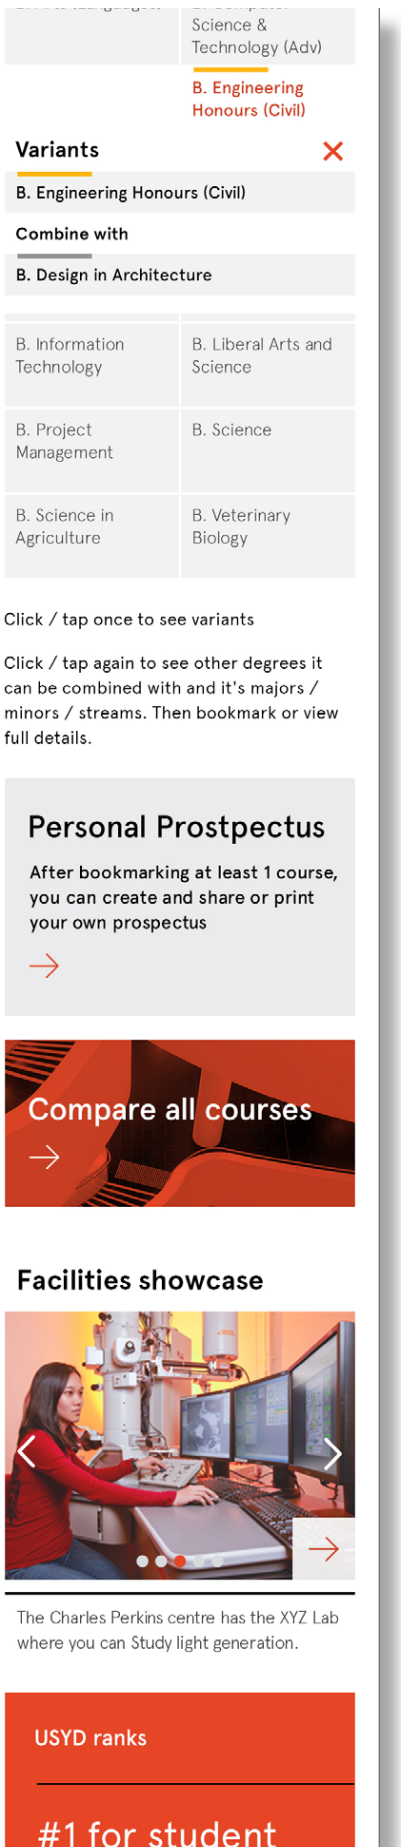 Science &
Technology (Adv)
B. Engineering
Honours (Civil)
Variants
B. Engineering Honours (Civil)
Combine with
B. Design in Architecture
B. Information
Technology
B. Liberal Arts and
Science
B. Project
Management
B. Science
B. Science in
Agriculture
B. Veterinary
Biology
Click / tap once to see variants
Click / tap again to see other degrees it
can be combined with and it's majors /
minors / streams. Then bookmark or view
full details.
Personal Prostpectus
After bookmarking at least 1 course,
you can create and share or print
your own prospectus
Compare all courses
Facilities showcase
The Charles Perkins centre has the XYZ Lab
where you can Study light generation.
USYD ranks
#1 for student